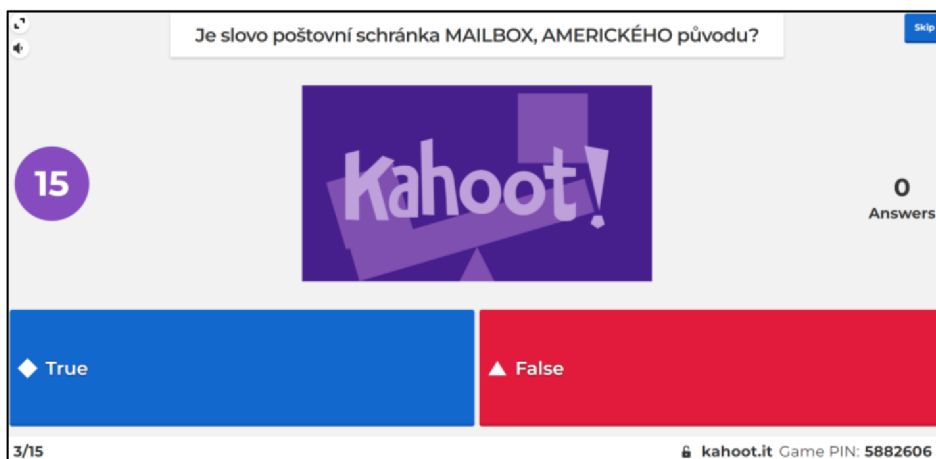 Je slovo poštovní schránka MAILBOX, AMERICKÉHO původu?
Skip
15
Kahoot!
0
Answers
True
False
3/15
kahoot.it Game PIN: 5882606